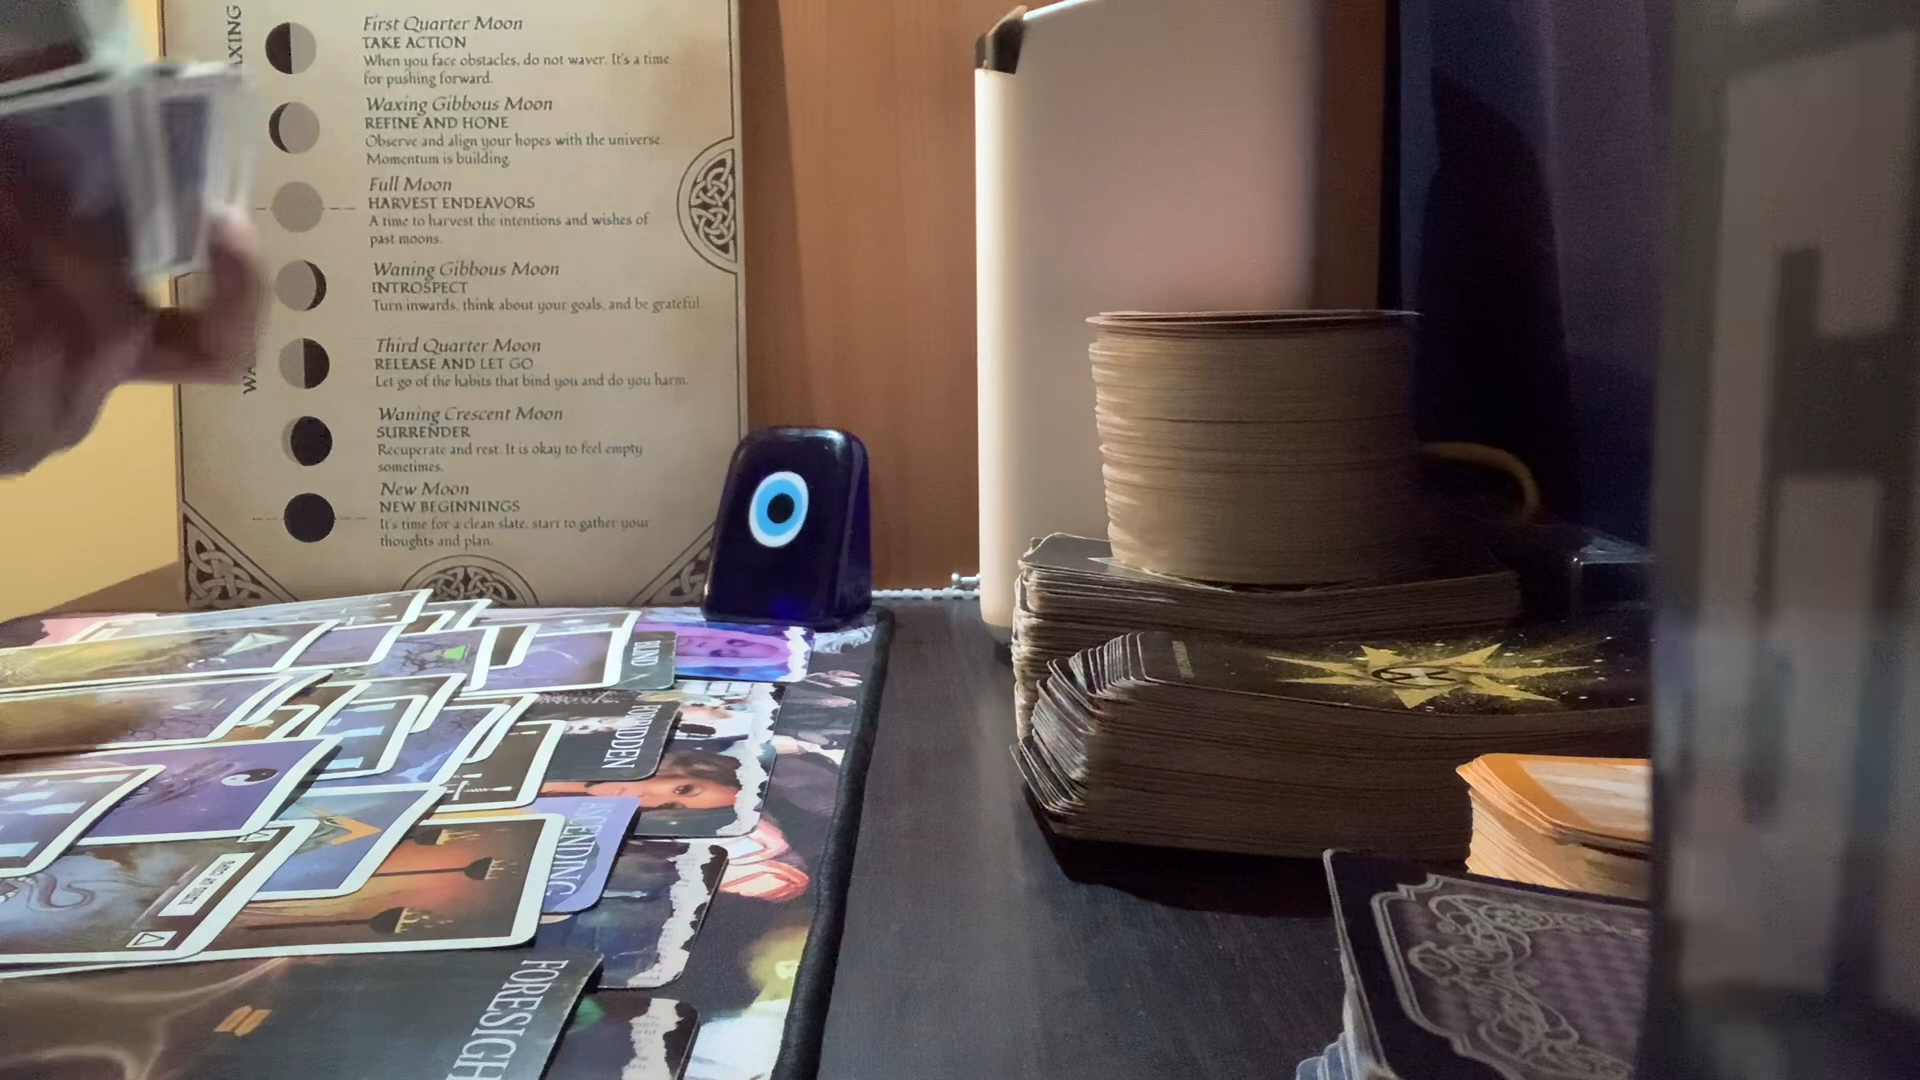 First Quarter Moon
TAKE ACTION
When you face obstacles, do not waver. It's a time
for pushing forward.
Waxing Gibbous Moon
REFINE AND HONE
Observe and align your hopes with the universe.
Momentum is building.
Full Moon
HARVEST ENDEAVORS
A time to harvest the intentions and wishes of
past moons.
Waning Gibbous Moon
INTROSPECT
Turn inwards, think about your goals, and be grateful.
Third Quarter Moon
RELEASE AND LET GO
Let go of the habits that bind you and do you harm.
Waning Crescent Moon
SURRENDER
Recuperate and rest. It is okay to feel empty
sometimes.
New Moon
NEW BEGINNINGS
It's time for a clean slate, start to gather your
thoughts and plan.
BLIND
FORBIDDEN
ASCENDING
FORESIGH